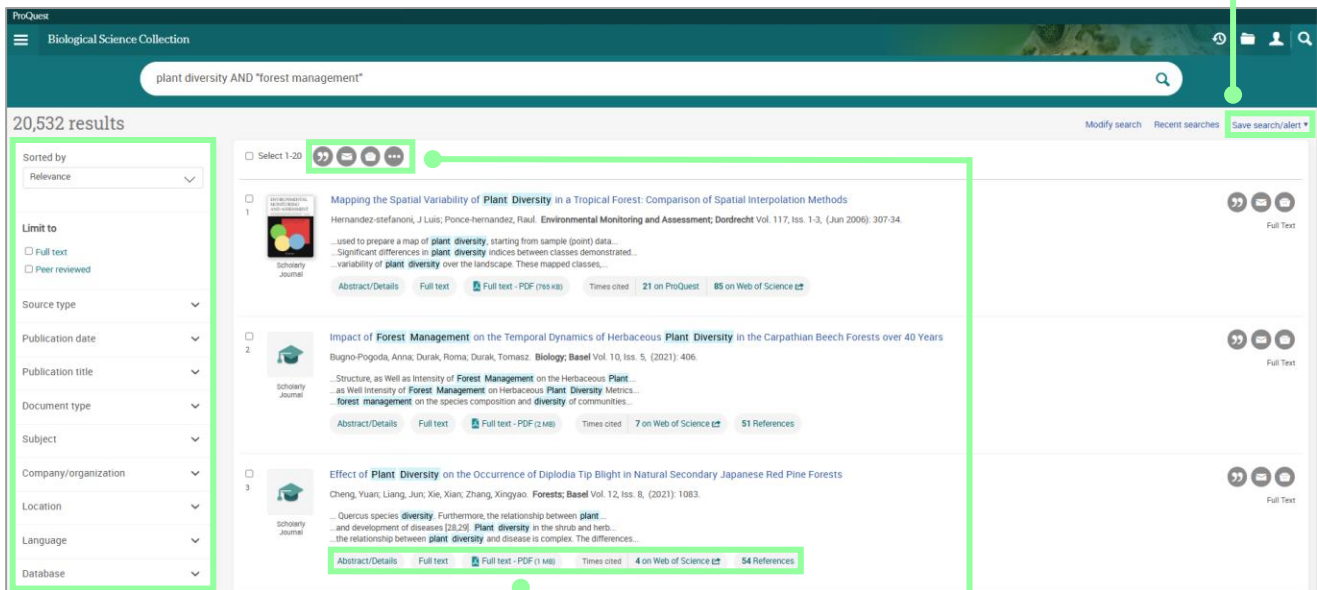 ProQuest
Biological Science Collection
plant diversity AND "forest management"
20,532 results
Modify search Recent searches Save search/alert
Sorted by
Relevance
Limit to
Full text
Peer reviewed
Source type
Publication date
Publication title
Document type
Subject
Company/organization
Location
Language
Database
Select 1-20
1
ENVIRONMENTAL MONITORING AND ASSESSMENT
Scholarly Journal
Mapping the Spatial Variability of Plant Diversity in a Tropical Forest: Comparison of Spatial Interpolation Methods
Hernandez-stefanoni, J Luis; Ponce-hernandez, Raul. Environmental Monitoring and Assessment; Dordrecht Vol. 117, Iss. 1-3, (Jun 2006): 307-34.
...used to prepare a map of plant diversity, starting from sample (point) data...
...Significant differences in plant diversity indices between classes demonstrated...
...variability of plant diversity over the landscape. These mapped classes,...
Abstract/Details Full text Full text - PDF (765 KB) Times cited 21 on ProQuest 85 on Web of Science
Full Text
2
Scholarly Journal
Impact of Forest Management on the Temporal Dynamics of Herbaceous Plant Diversity in the Carpathian Beech Forests over 40 Years
Bugno-Pogoda, Anna; Durak, Roma; Durak, Tomasz. Biology; Basel Vol. 10, Iss. 5, (2021): 406.
...Structure, as Well as Intensity of Forest Management on the Herbaceous Plant...
...as Well Intensity of Forest Management on Herbaceous Plant Diversity Metrics...
...forest management on the species composition and diversity of communities...
Abstract/Details Full text Full text - PDF (2 MB) Times cited 7 on Web of Science 51 References
Full Text
3
Scholarly Journal
Effect of Plant Diversity on the Occurrence of Diplodia Tip Blight in Natural Secondary Japanese Red Pine Forests
Cheng, Yuan; Liang, Jun; Xie, Xian; Zhang, Xingyao. Forests; Basel Vol. 12, Iss. 8, (2021): 1083.
... Quercus species diversity. Furthermore, the relationship between plant...
...and development of diseases [28,29]. Plant diversity in the shrub and herb...
...the relationship between plant diversity and disease is complex. The differences...
Abstract/Details Full text Full text - PDF (1 MB) Times cited 4 on Web of Science 54 References
Full Text